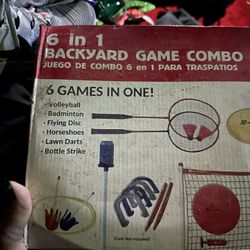 6 in 1
BACKYARD GAME COMBO
JUEGO DE COMBO 6 en 1 PARA TRASPATIOS
6 GAMES IN ONE!
• Volleyball
• Badminton
• Flying Disc
• Horseshoes
• Lawn Darts
• Bottle Strike
(Cans Not Included)